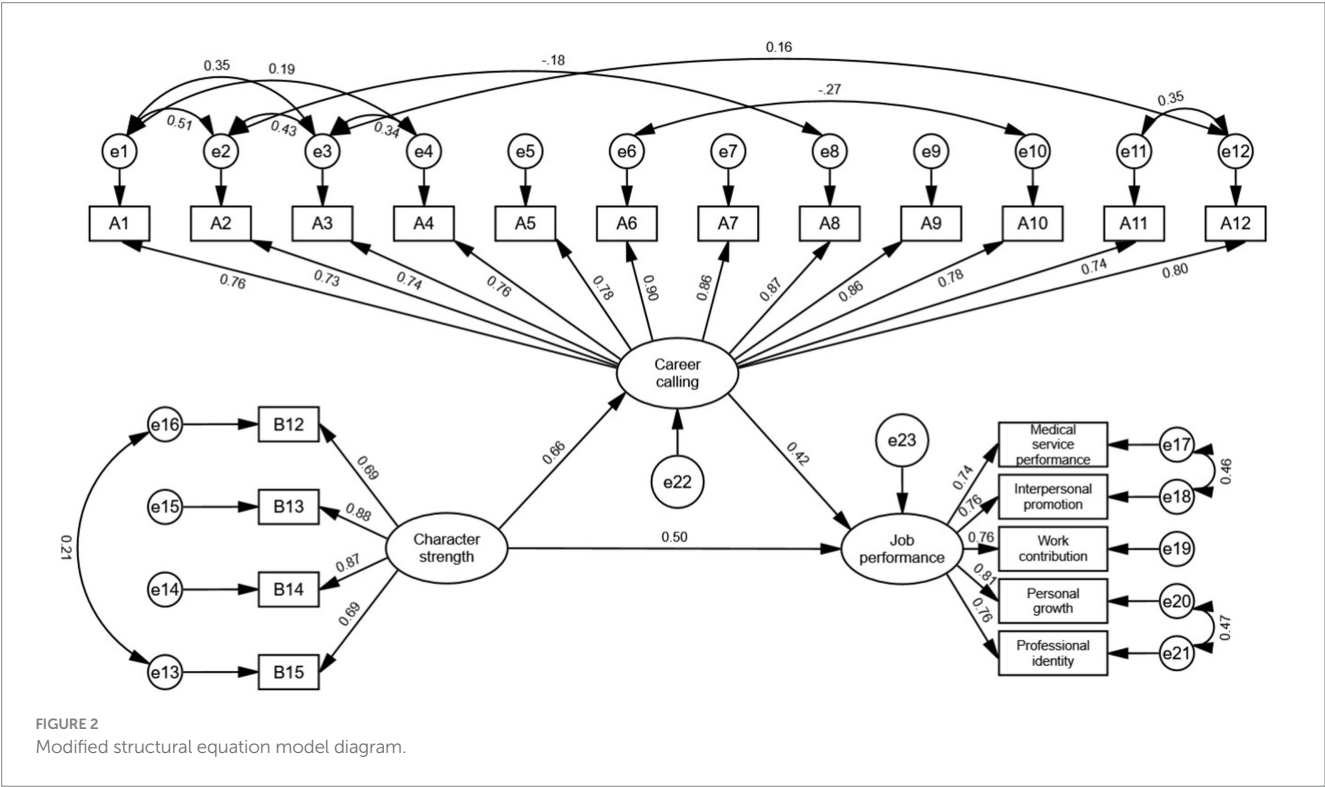 0.16
-.18
0.35
0.19
-.27
0.35
0.51
0.43
0.34
e1 e2 e3 e4 e5 e6 e7 e8 e9 e10 e11 e12
A1 A2 A3 A4 A5 A6 A7 A8 A9 A10 A11 A12
0.76 0.73 0.74 0.76 0.78 0.90 0.86 0.87 0.86 0.78 0.74 0.80
Career
calling
e22
0.66
0.42
0.50
e16 B12
e15 B13
e14 B14
e13 B15
0.21
0.69
0.88
0.87
0.69
Character
strength
e23
Job
performance
0.74
0.76
0.76
0.81
0.76
Medical
service
performance
Interpersonal
promotion
Work
contribution
Personal
growth
Professional
identity
e17
e18
e19
e20
e21
0.46
0.47
FIGURE 2
Modified structural equation model diagram.